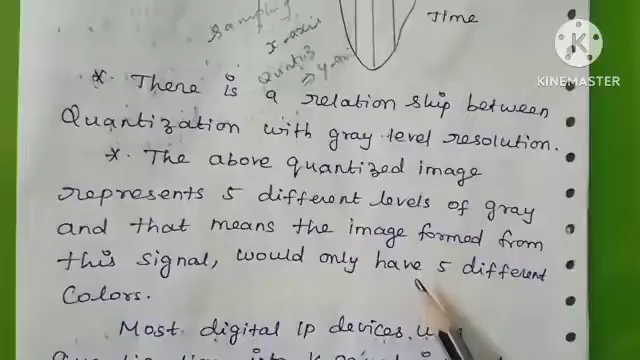 Time
Sampling
x-axis
Quantiz
⇒ y-axis
KINEMASTER
*. There is a relation ship between
Quantization with gray level resolution.
*. The above quantized image
represents 5 different levels of gray
and that means the image formed from
this signal, would only have 5 different
Colors.
Most digital IP devices